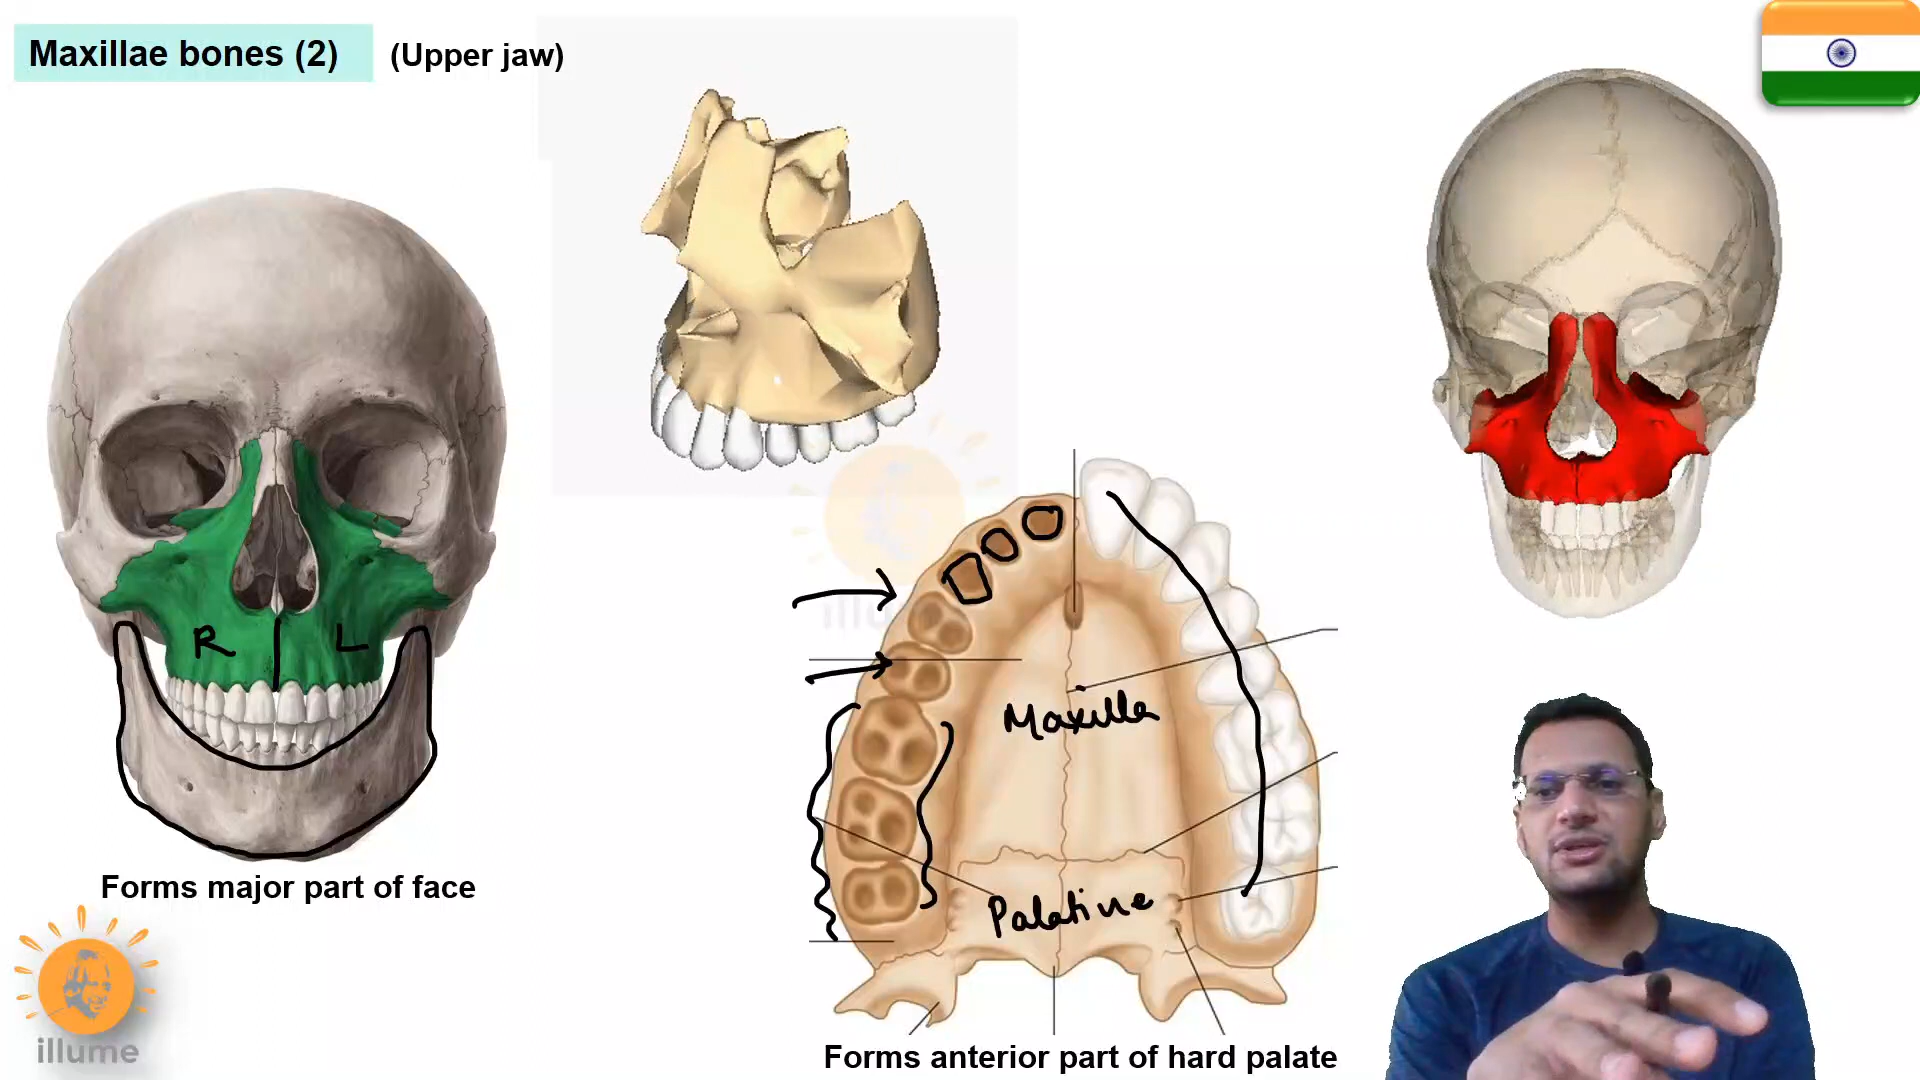 Maxillae bones (2) (Upper jaw)
R L
Maxilla
Palatine
Forms major part of face
Forms anterior part of hard palate
illume
illu